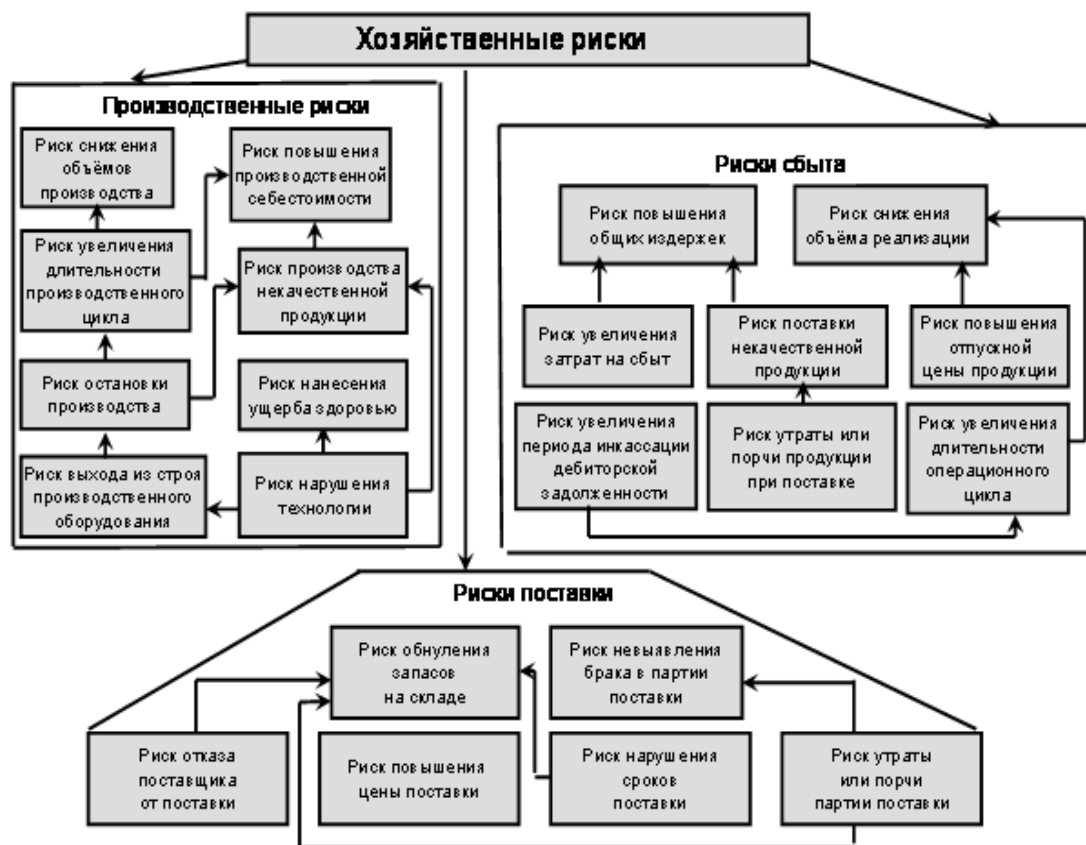 Хозяйственные риски
Производственные риски
Риск снижения
объёмов
производства
Риск повышения
производственной
себестоимости
Риск увеличения
длительности
производственного
цикла
Риск производства
некачественной
продукции
Риск остановки
производства
Риск нанесения
ущерба здоровью
Риск выхода из строя
производственного
оборудования
Риск нарушения
технологии
Риски сбыта
Риск повышения
общих издержек
Риск снижения
объёма реализации
Риск увеличения
затрат на сбыт
Риск поставки
некачественной
продукции
Риск повышения
отпускной
цены продукции
Риск увеличения
периода инкассации
дебиторской
задолженности
Риск утраты или
порчи продукции
при поставке
Риск увеличения
длительности
операционного
цикла
Риски поставки
Риск обнуления
запасов
на складе
Риск невыявления
брака в партии
поставки
Риск отказа
поставщика
от поставки
Риск повышения
цены поставки
Риск нарушения
сроков
поставки
Риск утраты
или порчи
партии поставки